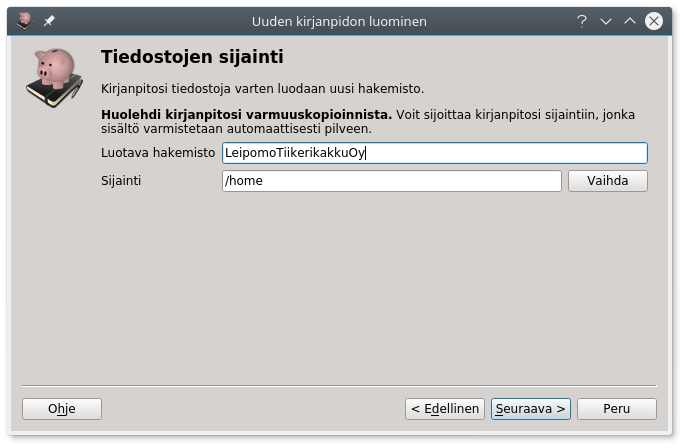 Uuden kirjanpidon luominen
Tiedostojen sijainti
Kirjanpitosi tiedostoja varten luodaan uusi hakemisto.
Huolehdi kirjanpitosi varmuuskopioinnista. Voit sijoittaa kirjanpitosi sijaintiin, jonka
sisältö varmistetaan automaattisesti pilveen.
Luotava hakemisto LeipomoTiikerikakkuOy
Sijainti /home Vaihda
Ohje < Edellinen Seuraava > Peru